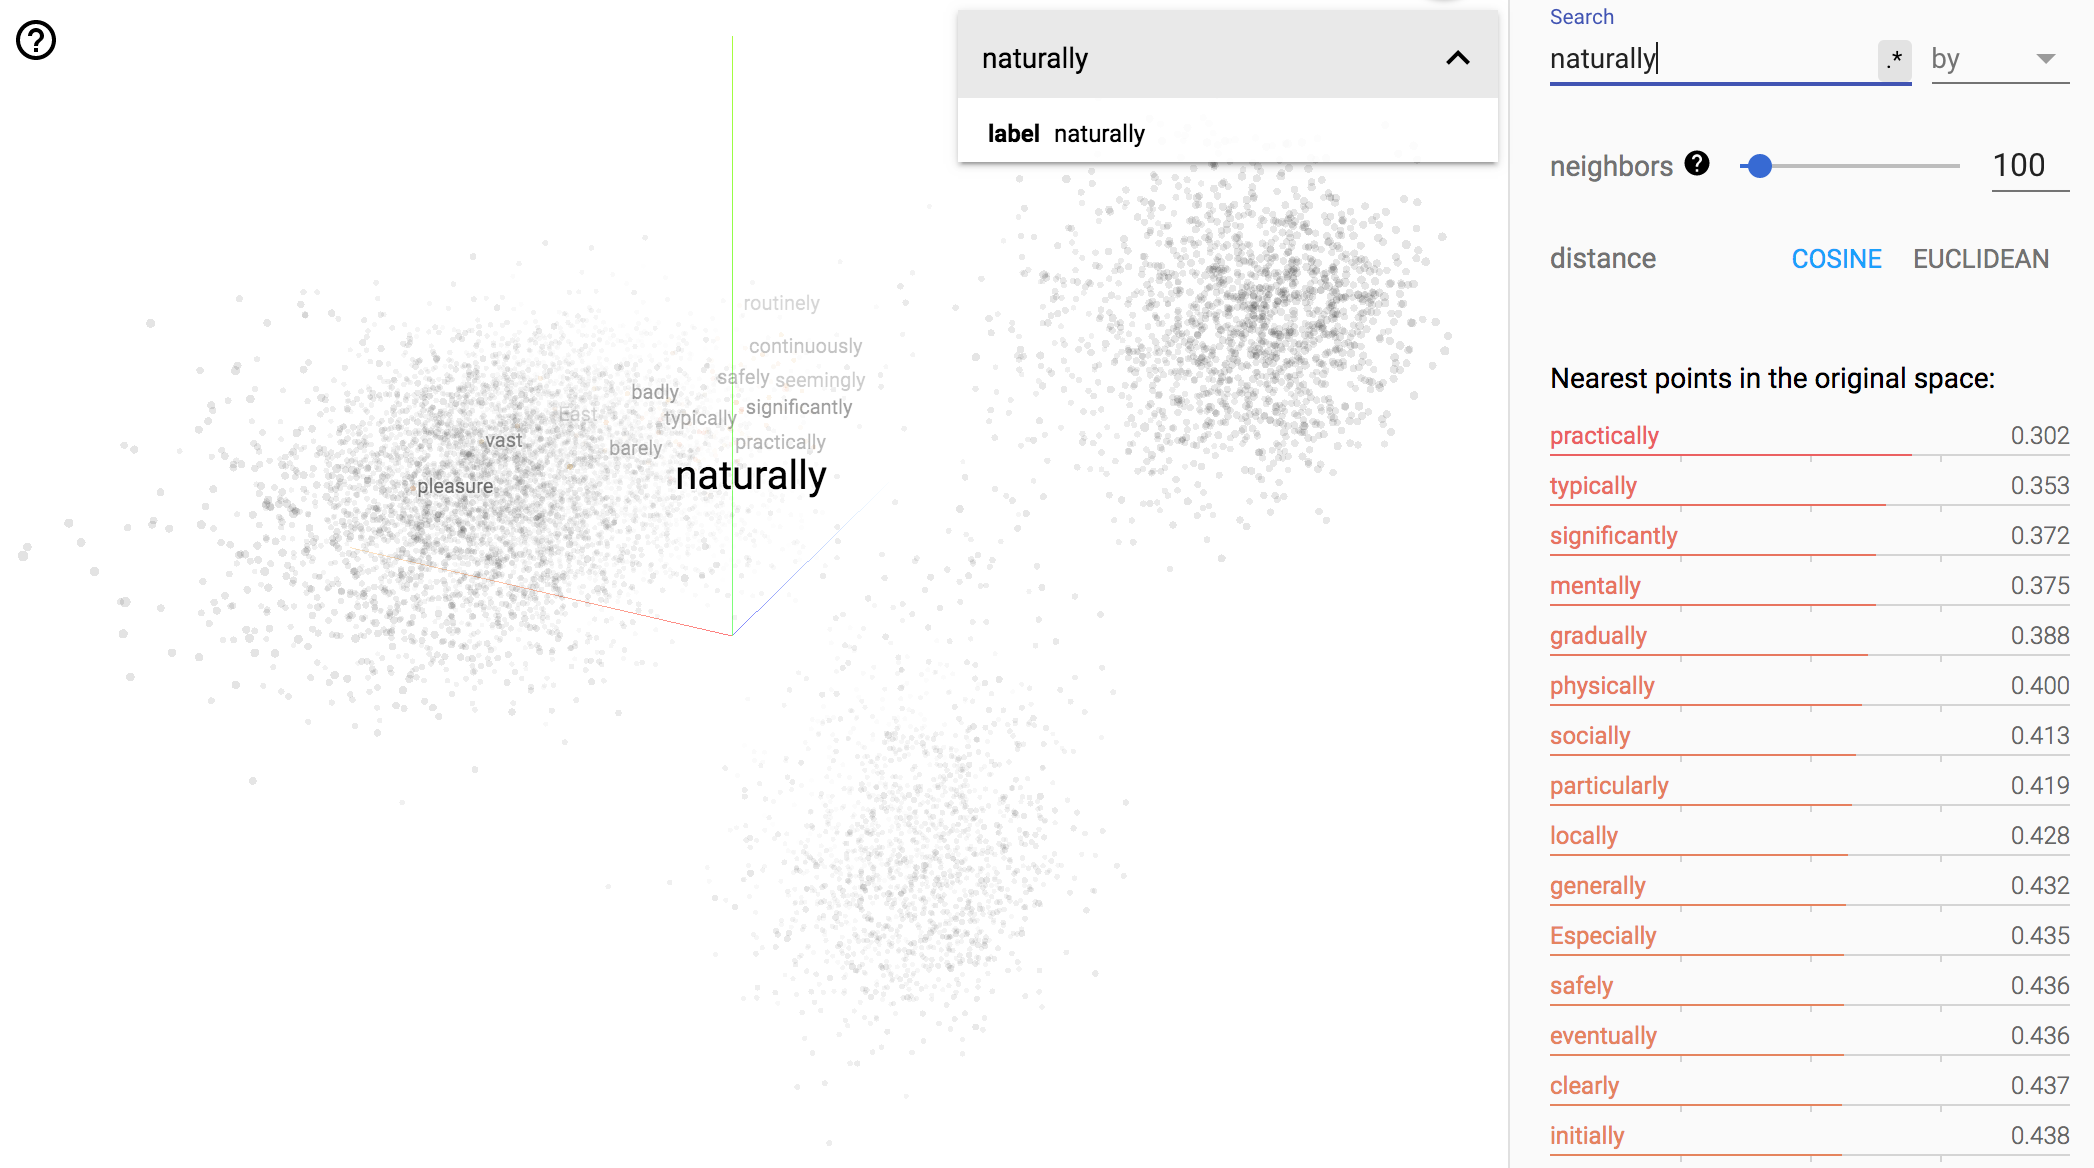 naturally
label naturally
routinely
continuously
safely seemingly
badly
significantly
East
typically
vast
practically
barely
naturally
pleasure
Search
naturally .* by
neighbors ? 100
distance COSINE EUCLIDEAN
Nearest points in the original space:
practically 0.302
typically 0.353
significantly 0.372
mentally 0.375
gradually 0.388
physically 0.400
socially 0.413
particularly 0.419
locally 0.428
generally 0.432
Especially 0.435
safely 0.436
eventually 0.436
clearly 0.437
initially 0.438